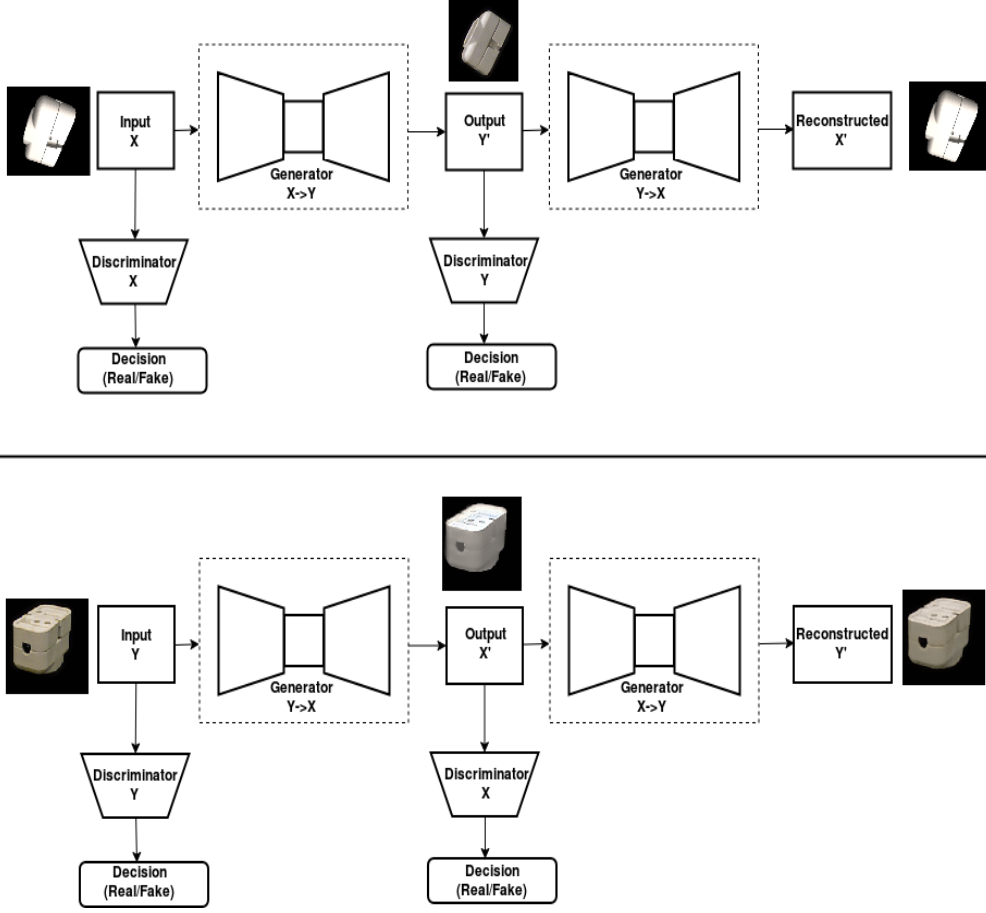 Input
X
Generator
X->Y
Output
Y'
Generator
Y->X
Reconstructed
X'
Discriminator
X
Discriminator
Y
Decision
(Real/Fake)
Decision
(Real/Fake)
Input
Y
Generator
Y->X
Output
X'
Generator
X->Y
Reconstructed
Y'
Discriminator
Y
Discriminator
X
Decision
(Real/Fake)
Decision
(Real/Fake)